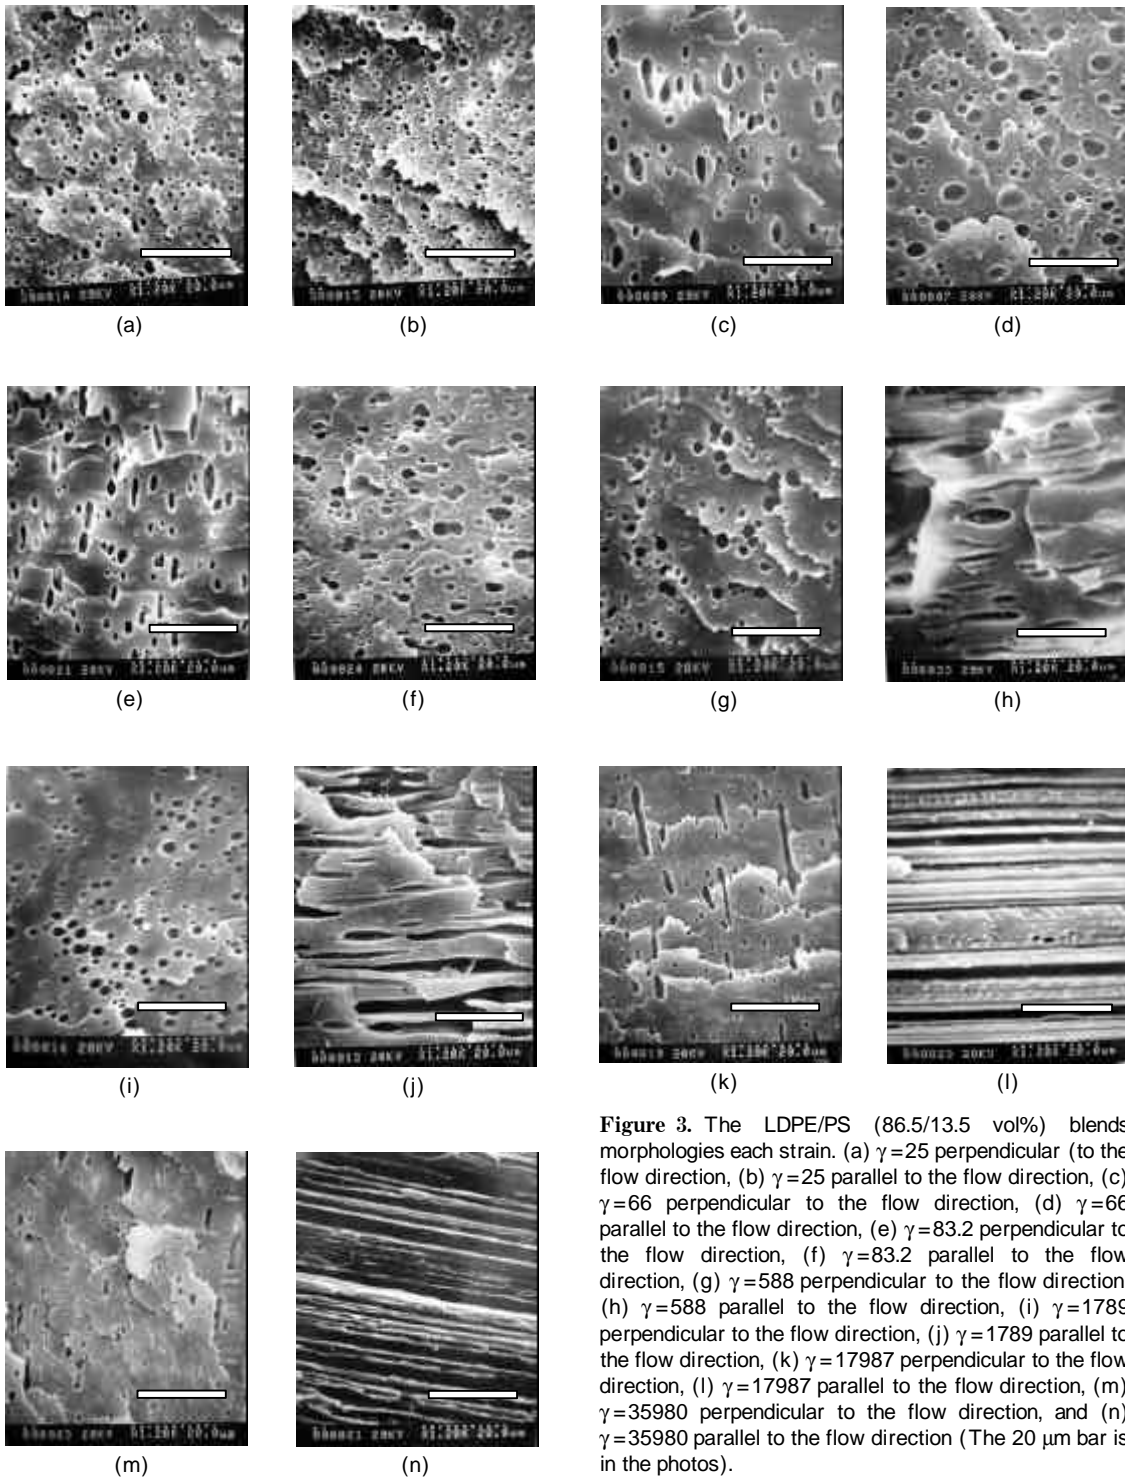 (a)
(b)
(c)
(d)
(e)
(f)
(g)
(h)
(i)
(j)
(k)
(l)
Figure 3. The LDPE/PS (86.5/13.5 vol%) blends
morphologies each strain. (a) γ=25 perpendicular (to the
flow direction, (b) γ=25 parallel to the flow direction, (c)
γ=66 perpendicular to the flow direction, (d) γ=66
parallel to the flow direction, (e) γ=83.2 perpendicular to
the flow direction, (f) γ=83.2 parallel to the flow
direction, (g) γ=588 perpendicular to the flow direction
(h) γ=588 parallel to the flow direction, (i) γ=1789
perpendicular to the flow direction, (j) γ=1789 parallel to
the flow direction, (k) γ=17987 perpendicular to the flow
direction, (l) γ=17987 parallel to the flow direction, (m)
γ=35980 perpendicular to the flow direction, and (n)
γ=35980 parallel to the flow direction (The 20 μm bar is
in the photos).
(m)
(n)